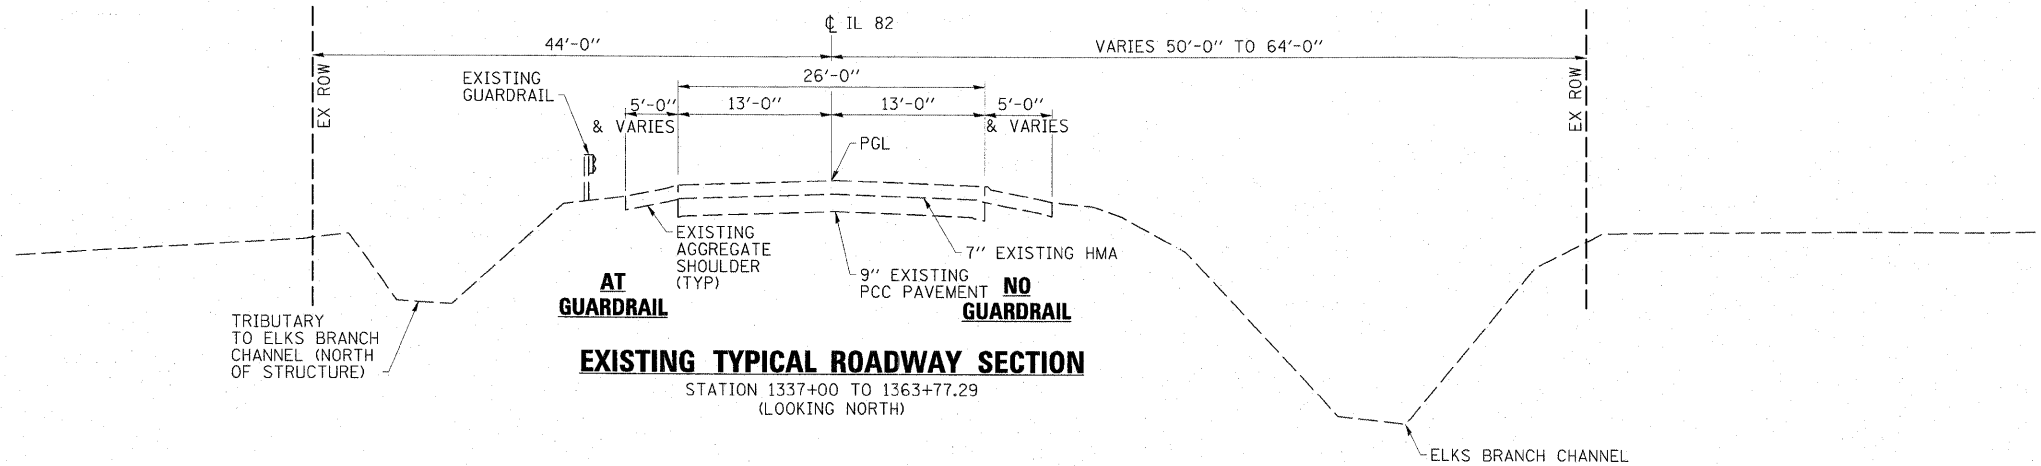 ℄ IL 82
44'-0"
VARIES 50'-0" TO 64'-0"
EX ROW
EX ROW
EXISTING
GUARDRAIL
26'-0"
5'-0"
& VARIES
13'-0"
13'-0"
5'-0"
& VARIES
PGL
EXISTING
AGGREGATE
SHOULDER
(TYP)
7" EXISTING HMA
9" EXISTING
PCC PAVEMENT
AT
GUARDRAIL
NO
GUARDRAIL
TRIBUTARY
TO ELKS BRANCH
CHANNEL (NORTH
OF STRUCTURE)
EXISTING TYPICAL ROADWAY SECTION
STATION 1337+00 TO 1363+77.29
(LOOKING NORTH)
ELKS BRANCH CHANNEL